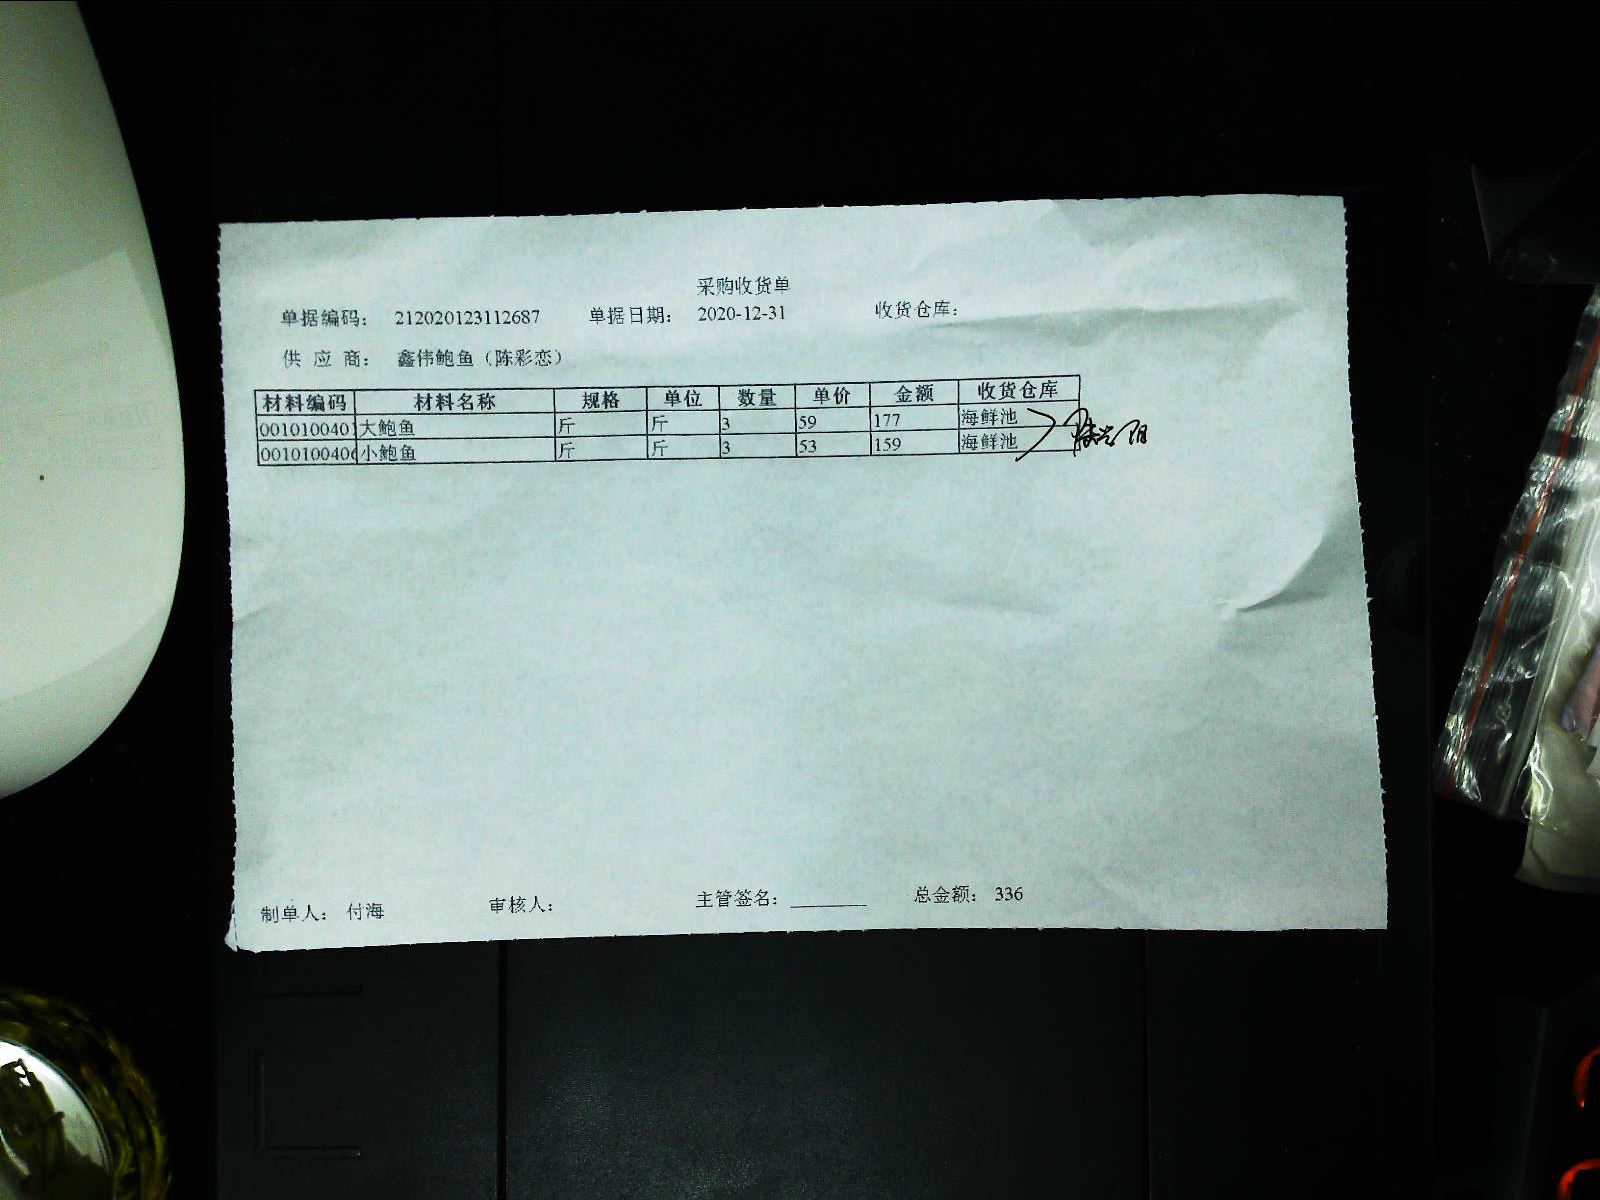 采购收货单
单据编码： 212020123112687 单据日期： 2020-12-31 收货仓库：
供 应 商： 鑫伟鲍鱼（陈彩恋）
材料编码 材料名称 规格 单位 数量 单价 金额 收货仓库
0010100401 大鲍鱼 斤 斤 3 59 177 海鲜池
001010040 小鲍鱼 斤 斤 3 53 159 海鲜池
制单人： 付海 审核人： 主管签名： 总金额： 336